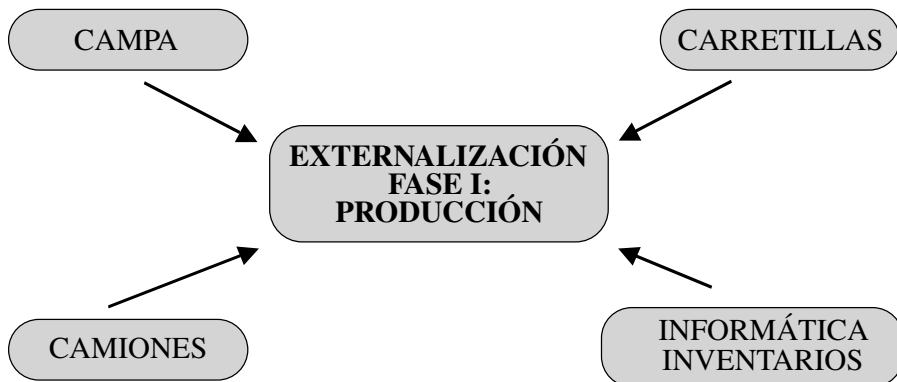 CAMPA
CARRETILLAS
EXTERNALIZACIÓN
FASE I:
PRODUCCIÓN
CAMIONES
INFORMÁTICA
INVENTARIOS